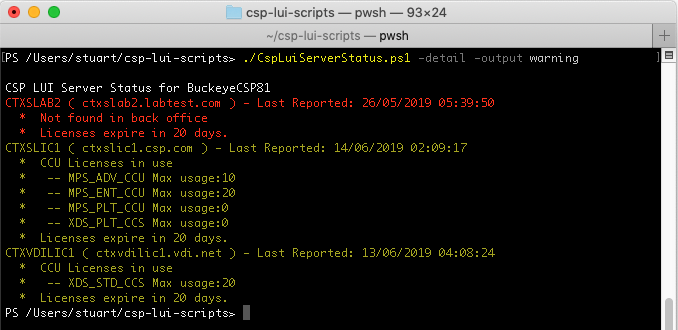 csp-lui-scripts — pwsh — 93×24
~/csp-lui-scripts — pwsh
+
[PS /Users/stuart/csp-lui-scripts> ./CspLuiServerStatus.ps1 -detail -output warning ]
CSP LUI Server Status for BuckeyeCSP81
CTXSLAB2 ( ctxslab2.labtest.com ) - Last Reported: 26/05/2019 05:39:50
* Not found in back office
* Licenses expire in 20 days.
CTXSLIC1 ( ctxslic1.csp.com ) - Last Reported: 14/06/2019 02:09:17
* CCU Licenses in use
* -- MPS_ADV_CCU Max usage:10
* -- MPS_ENT_CCU Max usage:20
* -- MPS_PLT_CCU Max usage:0
* -- XDS_PLT_CCS Max usage:0
* Licenses expire in 20 days.
CTXVDILIC1 ( ctxvdilic1.vdi.net ) - Last Reported: 13/06/2019 04:08:24
* CCU Licenses in use
* -- XDS_STD_CCS Max usage:20
* Licenses expire in 20 days.
PS /Users/stuart/csp-lui-scripts>